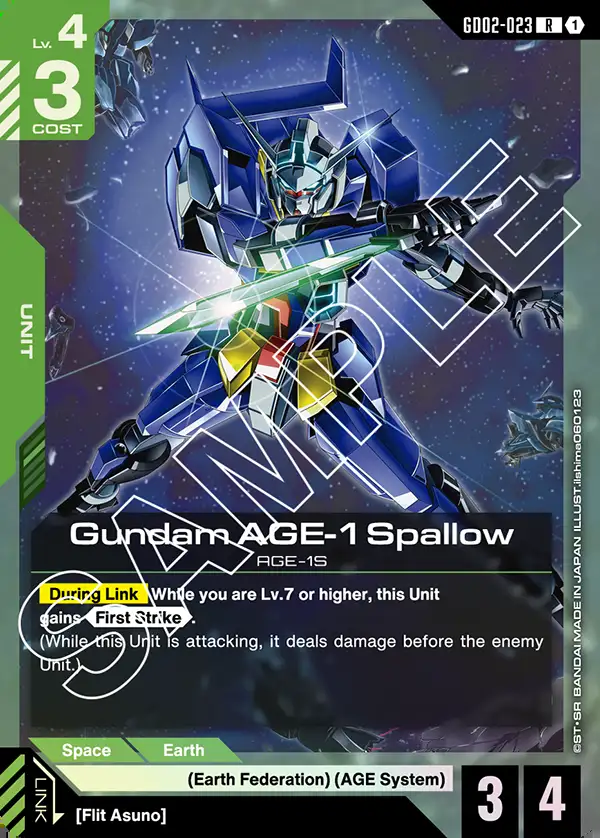 Lv. 4
3
COST
GD02-023 R 1
UNIT
SAMPLE
Gundam AGE-1 Spallow
AGE-1S
During Link While you are Lv.7 or higher, this Unit
gains First Strike.
(While this Unit is attacking, it deals damage before the enemy
Unit.)
©ST•SR BANDAI MADE IN JAPAN ILLUST.iishima060123
Space Earth
(Earth Federation) (AGE System)
LINK
[Flit Asuno]
3 4